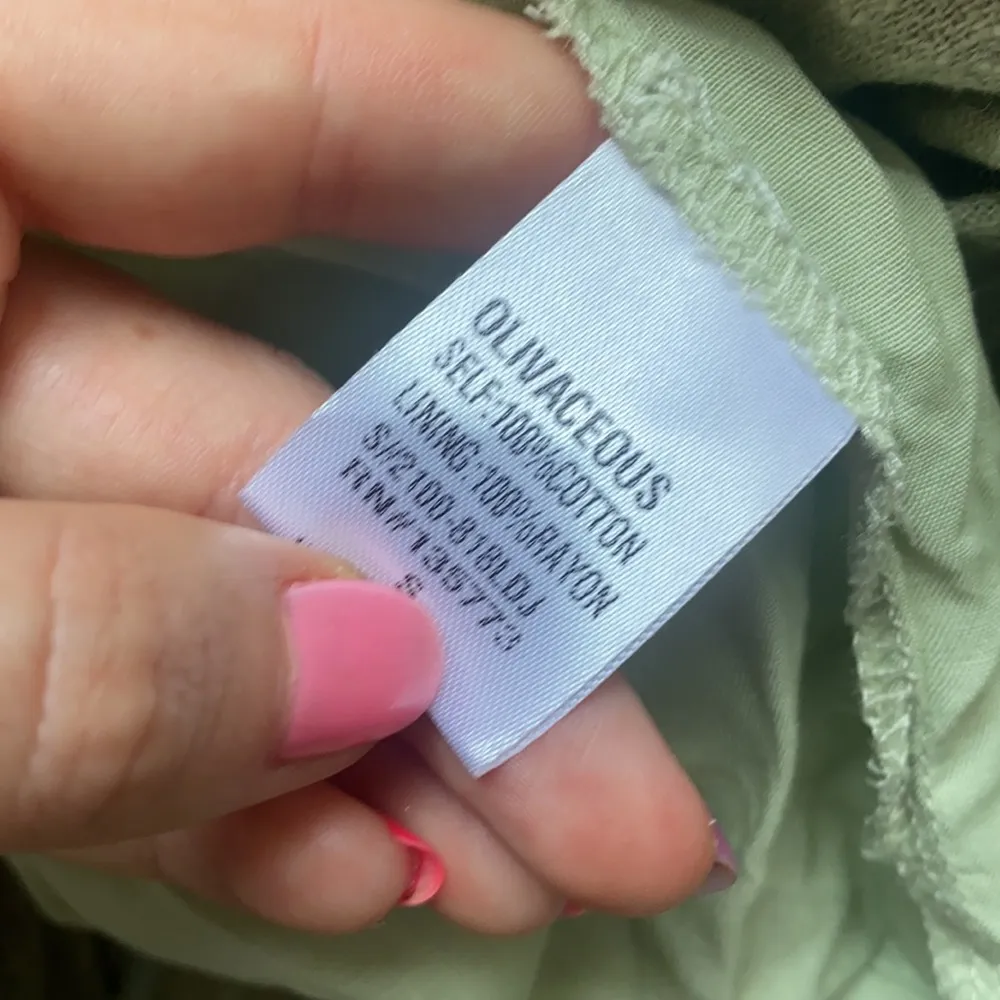 OLIVACEOUS
SELF:100%COTTON
LINING:100%RAYON
S/2100-818LDJ
RN#135773
S